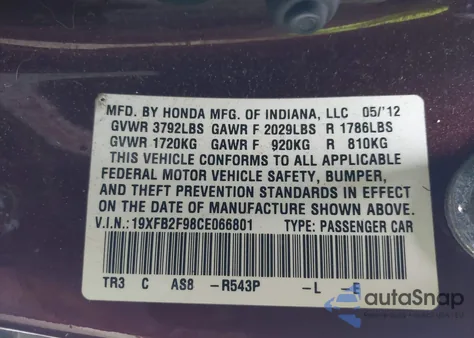 MFD. BY HONDA MFG. OF INDIANA, LLC 05/'12
GVWR 3792LBS GAWR F 2029LBS R 1786LBS
GVWR 1720KG GAWR F 920KG R 810KG
THIS VEHICLE CONFORMS TO ALL APPLICABLE
FEDERAL MOTOR VEHICLE SAFETY, BUMPER,
AND THEFT PREVENTION STANDARDS IN EFFECT
ON THE DATE OF MANUFACTURE SHOWN ABOVE.
V.I.N.: 19XFB2F98CE066801 TYPE: PASSENGER CAR
TR3 C AS8 -R543P -L -E
autaSnap